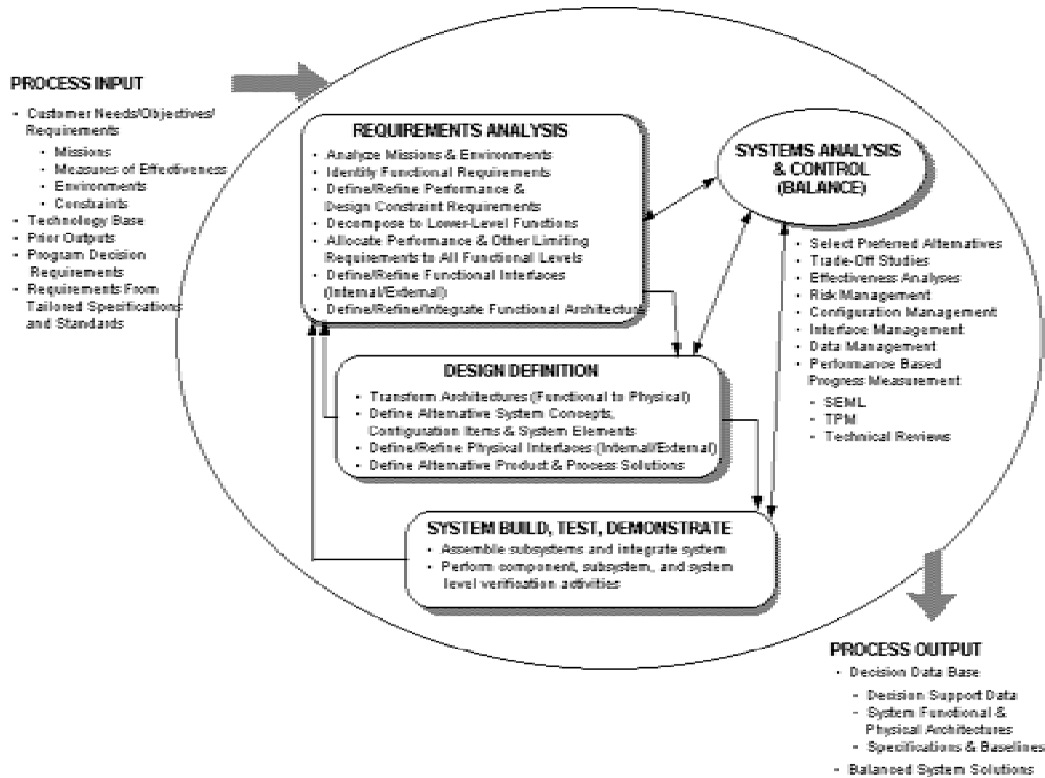 PROCESS INPUT
- Customer Needs/Objectives/
Requirements
• Missions
• Measures of Effectiveness
• Environments
• Constraints
- Technology Base
- Prior Outputs
- Program Decision
Requirements
- Requirements From
Tailored Specifications
and Standards
REQUIREMENTS ANALYSIS
• Analyze Missions & Environments
• Identify Functional Requirements
• Define/Refine Performance &
Design Constraint Requirements
• Decompose to Lower-Level Functions
• Allocate Performance & Other Limiting
Requirements to All Functional Levels
• Define/Refine Functional Interfaces
(Internal/External)
• Define/Refine/Integrate Functional Architecture
SYSTEMS ANALYSIS
& CONTROL
(BALANCE)
• Select Preferred Alternatives
• Trade-Off Studies
• Effectiveness Analyses
• Risk Management
• Configuration Management
• Interface Management
• Data Management
• Performance Based
Progress Measurement
- SEML
- TPM
- Technical Reviews
DESIGN DEFINITION
• Transform Architectures (Functional to Physical)
• Define Alternative System Concepts,
Configuration Items & System Elements
• Define/Refine Physical Interfaces (Internal/External)
• Define Alternative Product & Process Solutions
SYSTEM BUILD, TEST, DEMONSTRATE
• Assemble subsystems and integrate system
• Perform component, subsystem, and system
level verification activities
PROCESS OUTPUT
- Decision Data Base
- Decision Support Data
- System Functional &
Physical Architectures
- Specifications & Baselines
- Balanced System Solutions